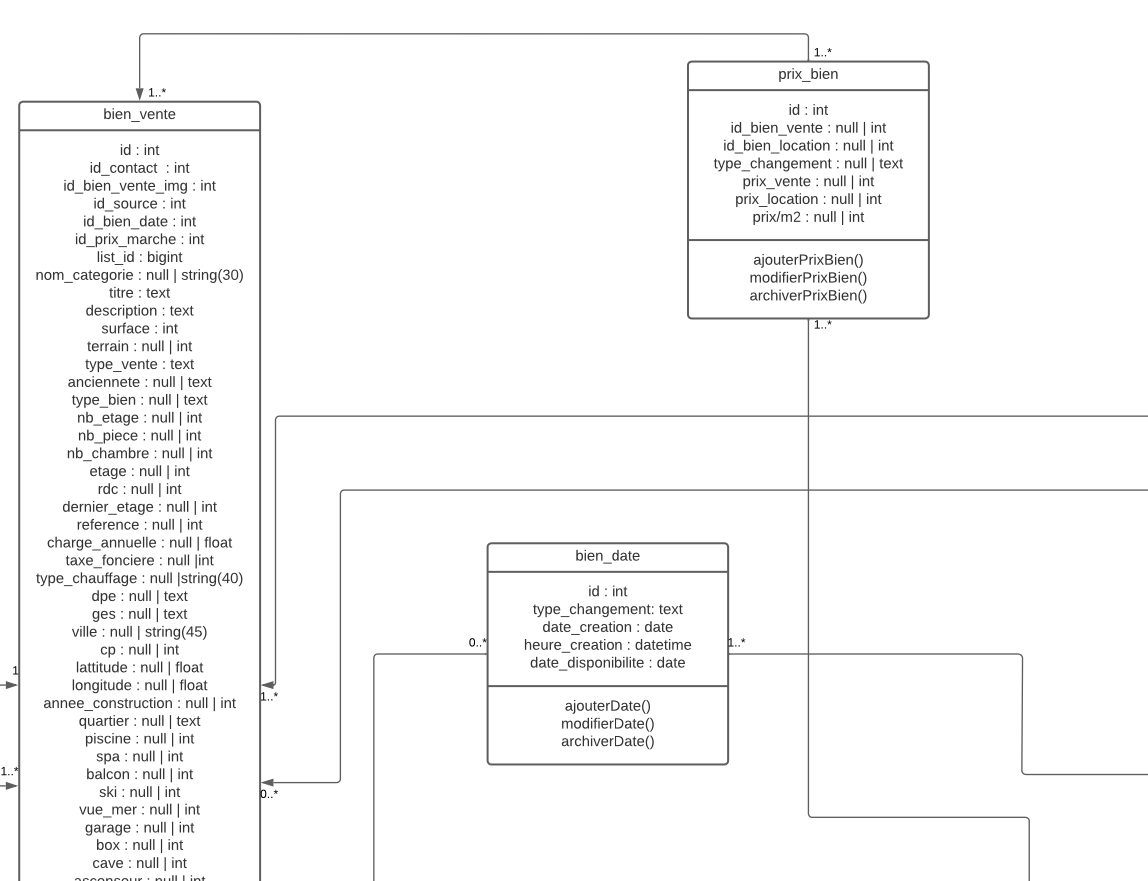 1..*
prix_bien
id : int
id_bien_vente : null | int
id_bien_location : null | int
type_changement : null | text
prix_vente : null | int
prix_location : null | int
prix/m2 : null | int
ajouterPrixBien()
modifierPrixBien()
archiverPrixBien()
1..*
1..*
bien_vente
id : int
id_contact  : int
id_bien_vente_img : int
id_source : int
id_bien_date : int
id_prix_marche : int
list_id : bigint
nom_categorie : null | string(30)
titre : text
description : text
surface : int
terrain : null | int
type_vente : text
anciennete : null | text
type_bien : null | text
nb_etage : null | int
nb_piece : null | int
nb_chambre : null | int
etage : null | int
rdc : null | int
dernier_etage : null | int
reference : null | int
charge_annuelle : null | float
taxe_fonciere : null |int
type_chauffage : null |string(40)
dpe : null | text
ges : null | text
ville : null | string(45)
cp : null | int
lattitude : null | float
longitude : null | float
annee_construction : null | int
quartier : null | text
piscine : null | int
spa : null | int
balcon : null | int
ski : null | int
vue_mer : null | int
garage : null | int
box : null | int
cave : null | int
ascenseur : null | int
1
1..*
1..*
0..*
bien_date
id : int
type_changement: text
date_creation : date
heure_creation : datetime
date_disponibilite : date
ajouterDate()
modifierDate()
archiverDate()
0..*
1..*